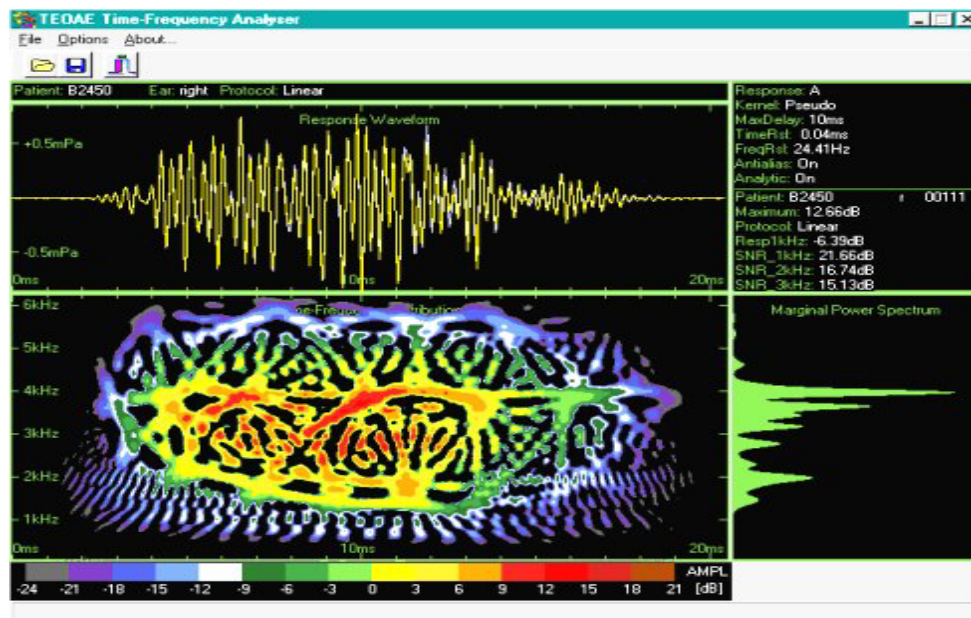 TEOAE Time-Frequency Analyser
File Options About...
Patient: B2450 Ear: right Protocol: Linear
Response Waveform
+0.5mPa
-0.5mPa
0ms 10ms 20ms
Response: A
Kernel: Pseudo
MaxDelay: 10ms
TimeRst: 0.04ms
FreqRst: 24.41Hz
Antialias: On
Analytic: On
Patient: B2450 r 00111
Maximum: 12.66dB
Protocol: Linear
Resp1kHz: -6.39dB
SNR_1kHz: 21.66dB
SNR_2kHz: 16.74dB
SNR_3kHz: 15.13dB
6kHz
5kHz
4kHz
3kHz
2kHz
1kHz
0ms 10ms 20ms
Marginal Power Spectrum
AMPL
-24 -21 -18 -15 -12 -9 -6 -3 0 3 6 9 12 15 18 21 [dB]